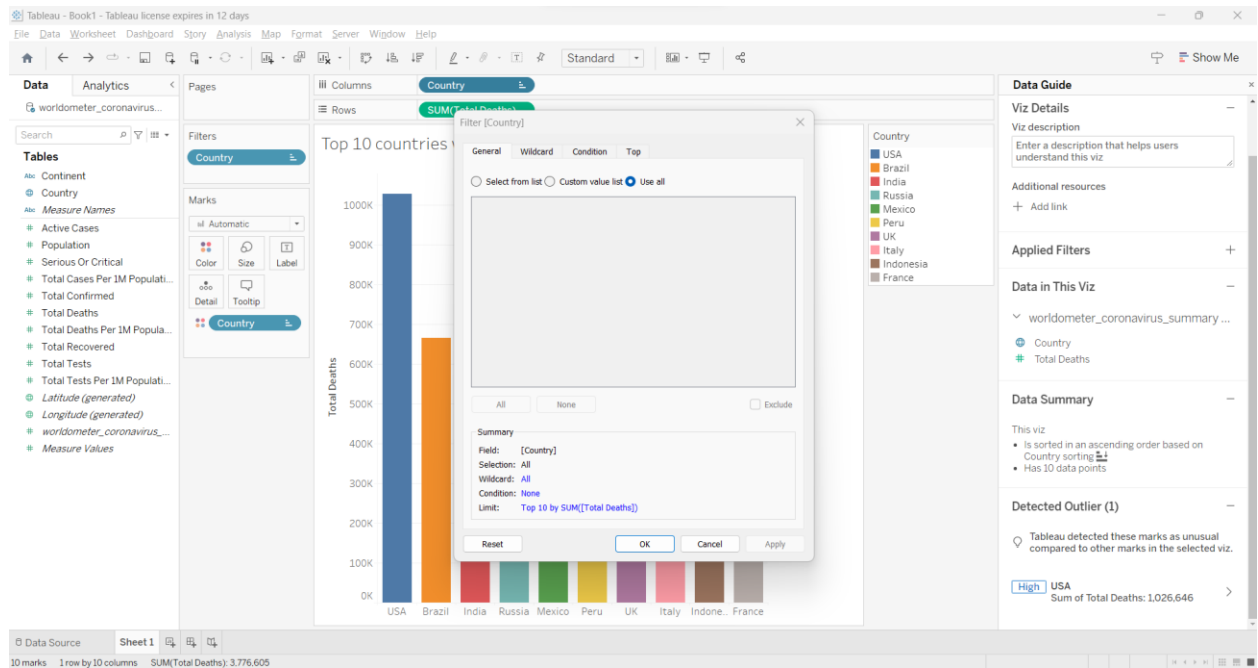 Tableau - Book1 - Tableau license expires in 12 days
File Data Worksheet Dashboard Story Analysis Map Format Server Window Help
Standard
Show Me
Data
Analytics
worldometer_coronavirus...
Search
Tables
Abc Continent
Country
Abc Measure Names
# Active Cases
# Population
# Serious Or Critical
# Total Cases Per 1M Populati...
# Total Confirmed
# Total Deaths
# Total Deaths Per 1M Popula...
# Total Recovered
# Total Tests
# Total Tests Per 1M Populati...
Latitude (generated)
Longitude (generated)
# worldometer_coronavirus_...
# Measure Values
Pages
Filters
Country
Marks
Automatic
Color Size Label
Detail Tooltip
Country
Columns Country
Rows SUM(Total Deaths)
Top 10 countries
Total Deaths
1000K
900K
800K
700K
600K
500K
400K
300K
200K
100K
0K
USA Brazil India Russia Mexico Peru UK Italy Indone.. France
Filter [Country]
General Wildcard Condition Top
Select from list Custom value list Use all
All None Exclude
Summary
Field: [Country]
Selection: All
Wildcard: All
Condition: None
Limit: Top 10 by SUM([Total Deaths])
Reset OK Cancel Apply
Country
USA
Brazil
India
Russia
Mexico
Peru
UK
Italy
Indonesia
France
Data Guide
Viz Details
Viz description
Enter a description that helps users
understand this viz
Additional resources
+ Add link
Applied Filters
Data in This Viz
worldometer_coronavirus_summary ...
Country
# Total Deaths
Data Summary
This viz
• Is sorted in an ascending order based on
Country sorting
• Has 10 data points
Detected Outlier (1)
Tableau detected these marks as unusual
compared to other marks in the selected viz.
High USA
Sum of Total Deaths: 1,026,646
Data Source Sheet 1
10 marks 1 row by 10 columns SUM(Total Deaths): 3,776,605